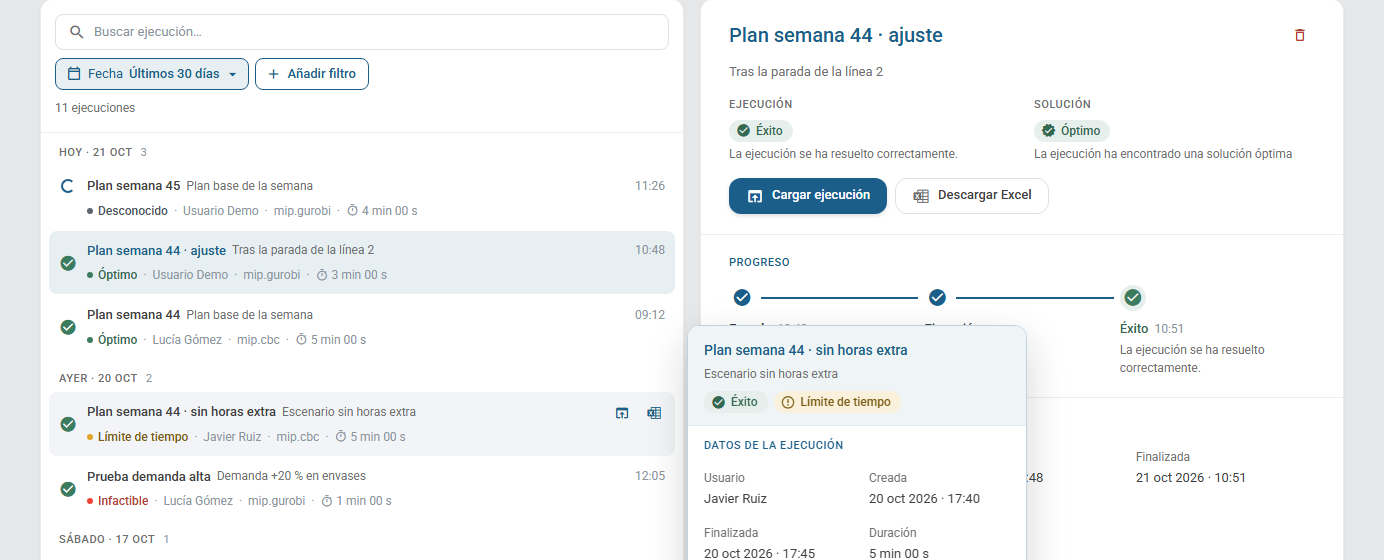 Buscar ejecución...
Fecha Últimos 30 días
Añadir filtro
11 ejecuciones
HOY · 21 OCT 3
Plan semana 45 Plan base de la semana 11:26
Desconocido · Usuario Demo · mip.gurobi · 4 min 00 s
Plan semana 44 · ajuste Tras la parada de la línea 2 10:48
Óptimo · Usuario Demo · mip.gurobi · 3 min 00 s
Plan semana 44 Plan base de la semana 09:12
Óptimo · Lucía Gómez · mip.cbc · 5 min 00 s
AYER · 20 OCT 2
Plan semana 44 · sin horas extra Escenario sin horas extra
Límite de tiempo · Javier Ruiz · mip.cbc · 5 min 00 s
Prueba demanda alta Demanda +20 % en envases 12:05
Infactible · Lucía Gómez · mip.gurobi · 1 min 00 s
SÁBADO · 17 OCT 1
Plan semana 44 · ajuste
Tras la parada de la línea 2
EJECUCIÓN SOLUCIÓN
Éxito Óptimo
La ejecución se ha resuelto correctamente. La ejecución ha encontrado una solución óptima
Cargar ejecución Descargar Excel
PROGRESO
Éxito 10:51
La ejecución se ha resuelto
correctamente.
Finalizada
:48 21 oct 2026 · 10:51
Plan semana 44 · sin horas extra
Escenario sin horas extra
Éxito Límite de tiempo
DATOS DE LA EJECUCIÓN
Usuario Creada
Javier Ruiz 20 oct 2026 · 17:40
Finalizada Duración
20 oct 2026 · 17:45 5 min 00 s